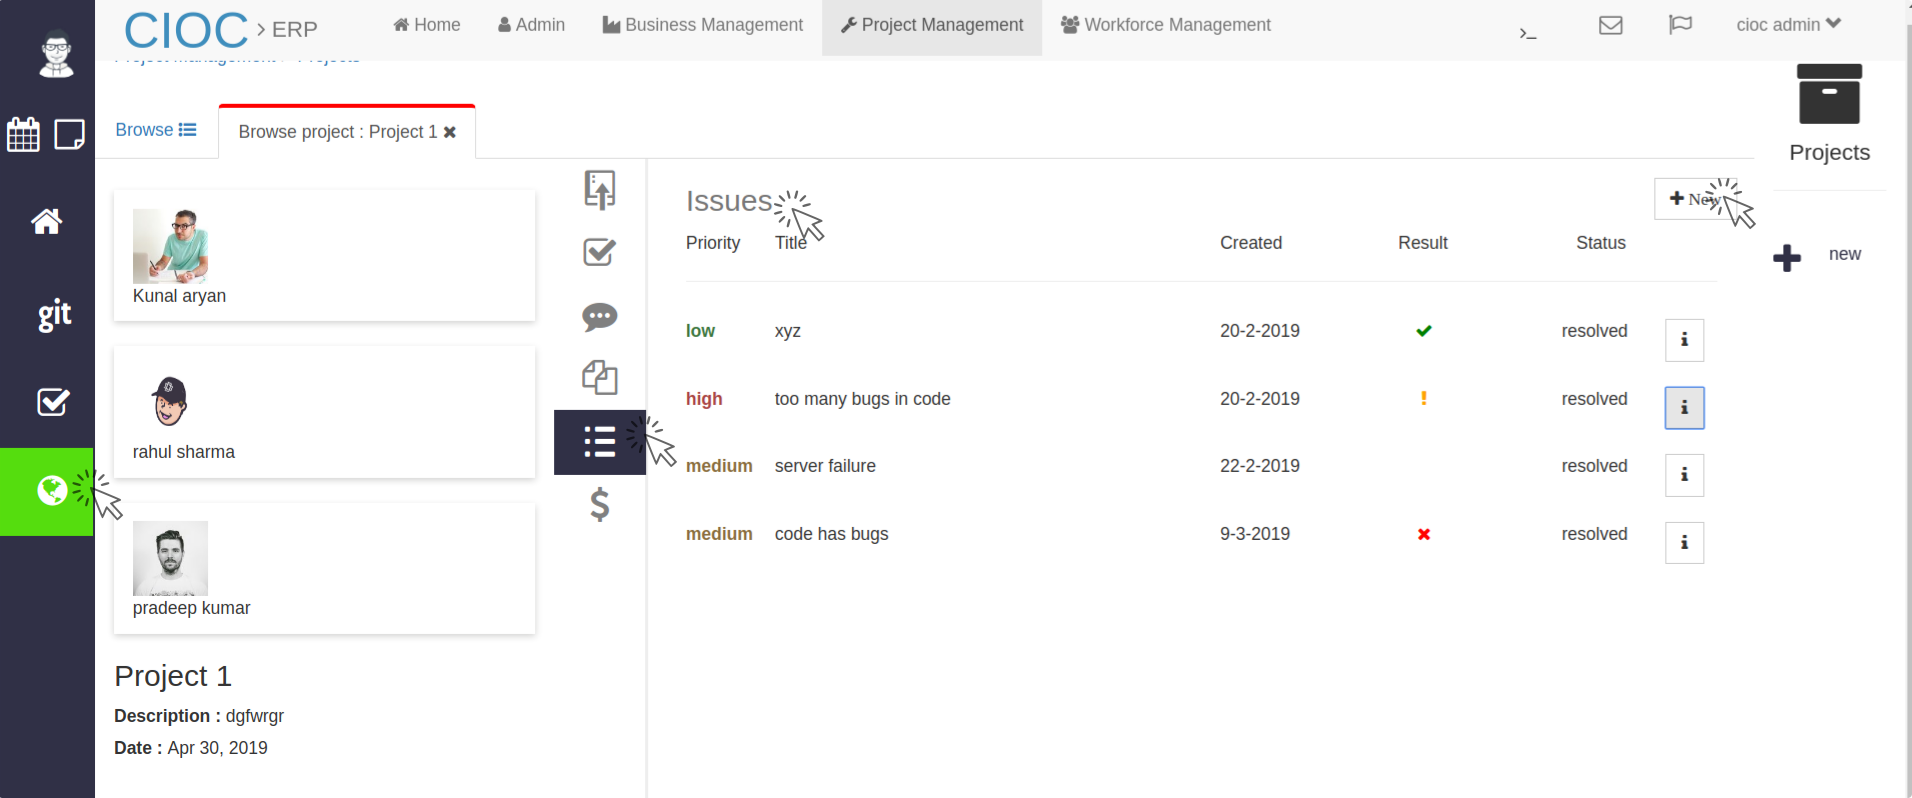 CIOC > ERP
Home
Admin
Business Management
Project Management
Workforce Management
>_
cioc admin
Project Management
Projects
Browse
Browse project : Project 1
Projects
new
git
Kunal aryan
rahul sharma
pradeep kumar
Project 1
Description : dgfwrgr
Date : Apr 30, 2019
$
Issues
New
Priority Title Created Result Status
low xyz 20-2-2019 resolved
high too many bugs in code 20-2-2019 ! resolved
medium server failure 22-2-2019 resolved
medium code has bugs 9-3-2019 resolved